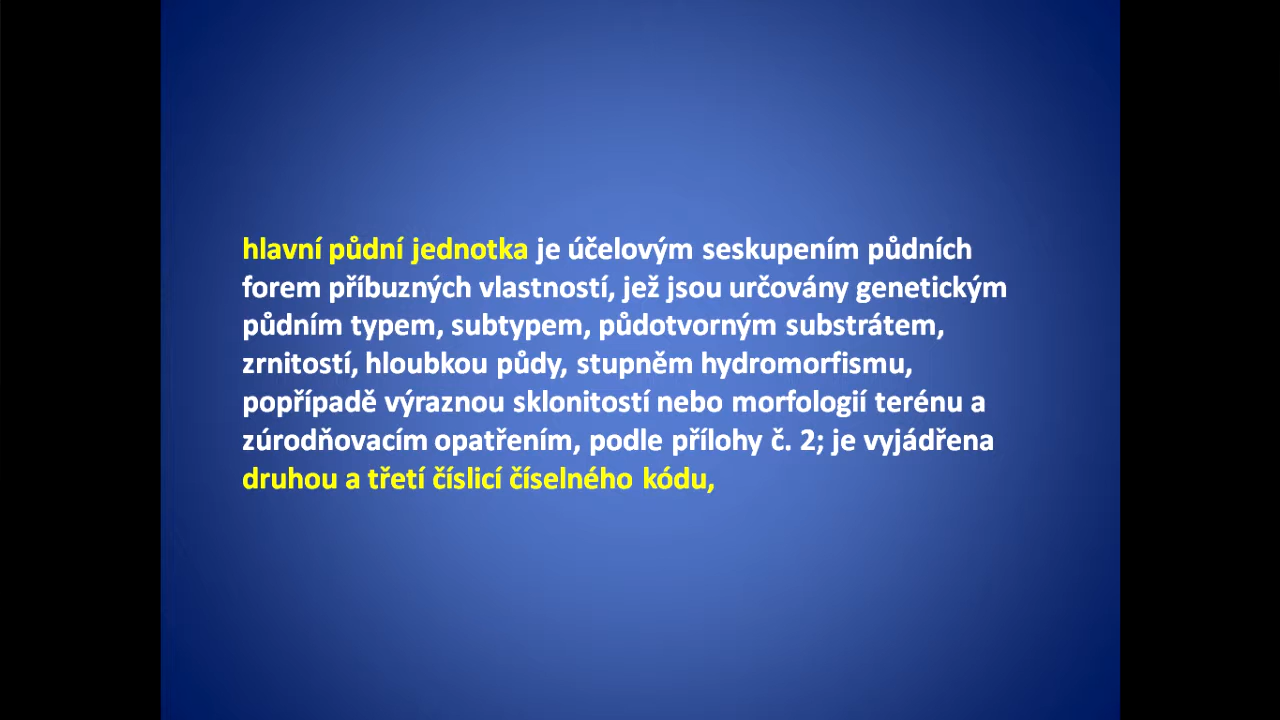 hlavní půdní jednotka je účelovým seskupením půdních
forem příbuzných vlastností, jež jsou určovány genetickým
půdním typem, subtypem, půdotvorným substrátem,
zrnitostí, hloubkou půdy, stupněm hydromorfismu,
popřípadě výraznou sklonitostí nebo morfologií terénu a
zúrodňovacím opatřením, podle přílohy č. 2; je vyjádřena
druhou a třetí číslicí číselného kódu,